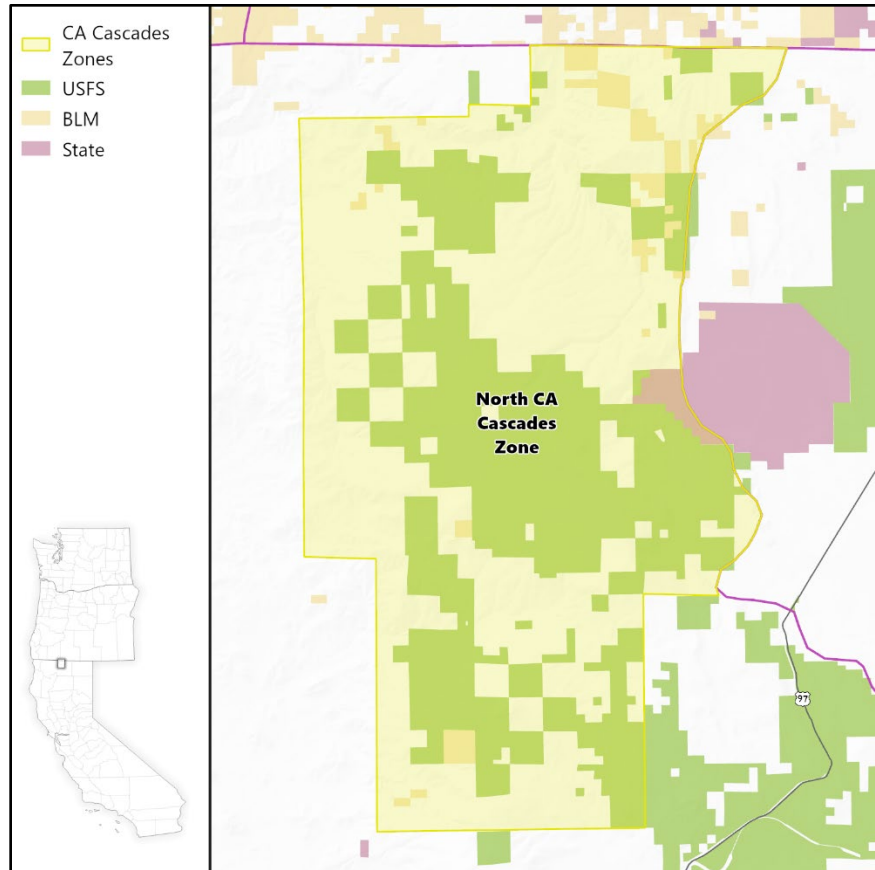 CA Cascades
Zones
USFS
BLM
State
North CA
Cascades
Zone
97